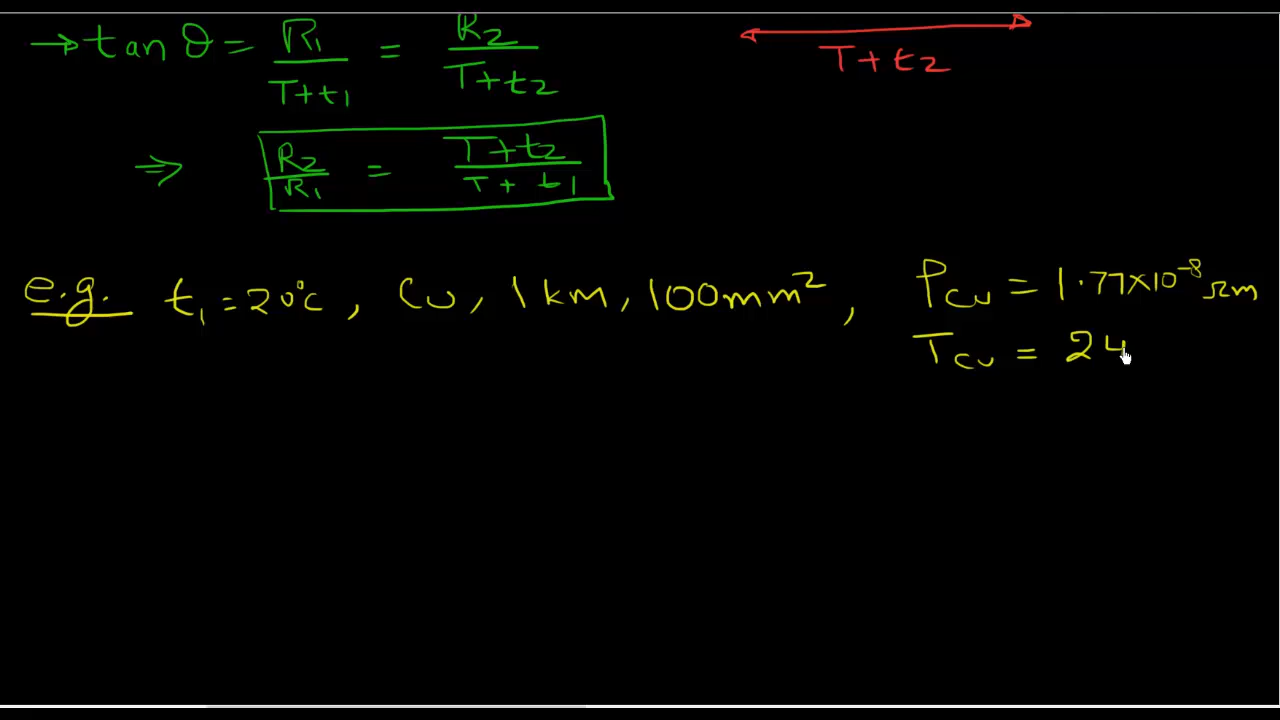 → tan θ = R₁/(T+t₁) = R₂/(T+t₂)
T+t₂
⇒ R₂/R₁ = (T+t₂)/(T+t₁)
e.g. t₁ = 20°C, Cu, 1 km, 100mm², ρcu = 1.77×10⁻⁸ Ωm
Tcu = 24